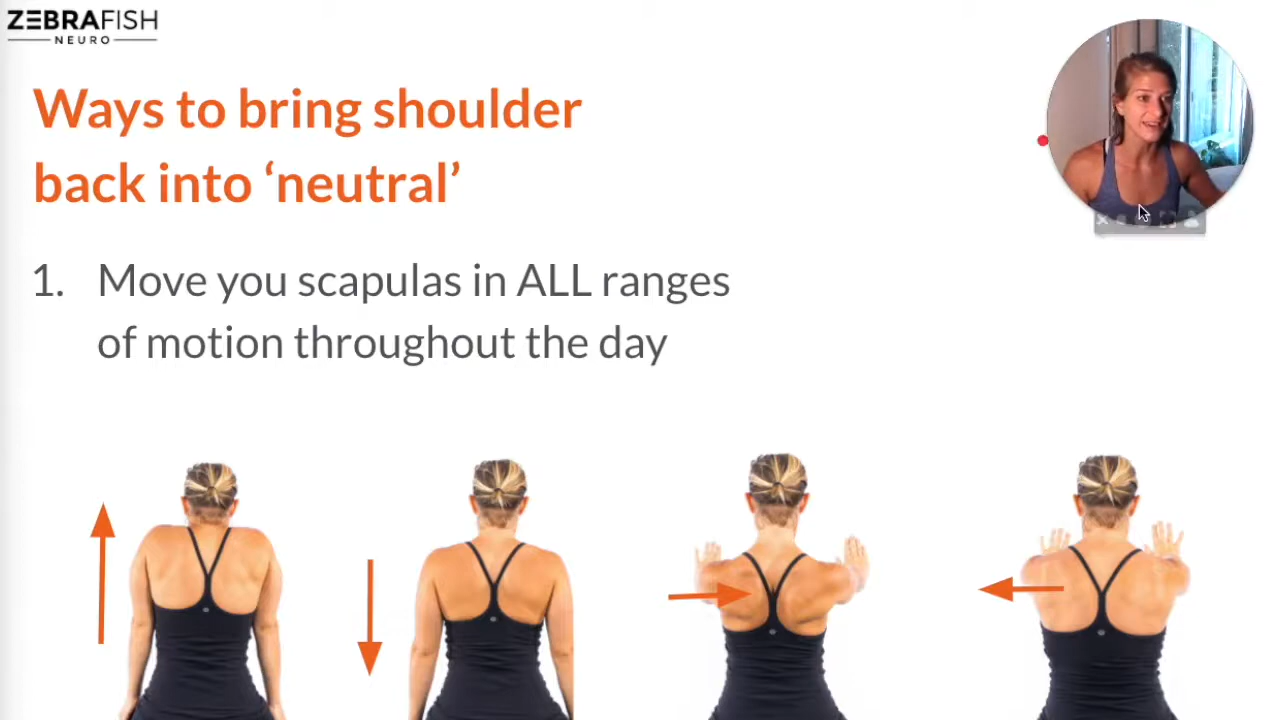 ZEBRAFISH
NEURO
Ways to bring shoulder
back into ‘neutral’
1. Move you scapulas in ALL ranges
of motion throughout the day